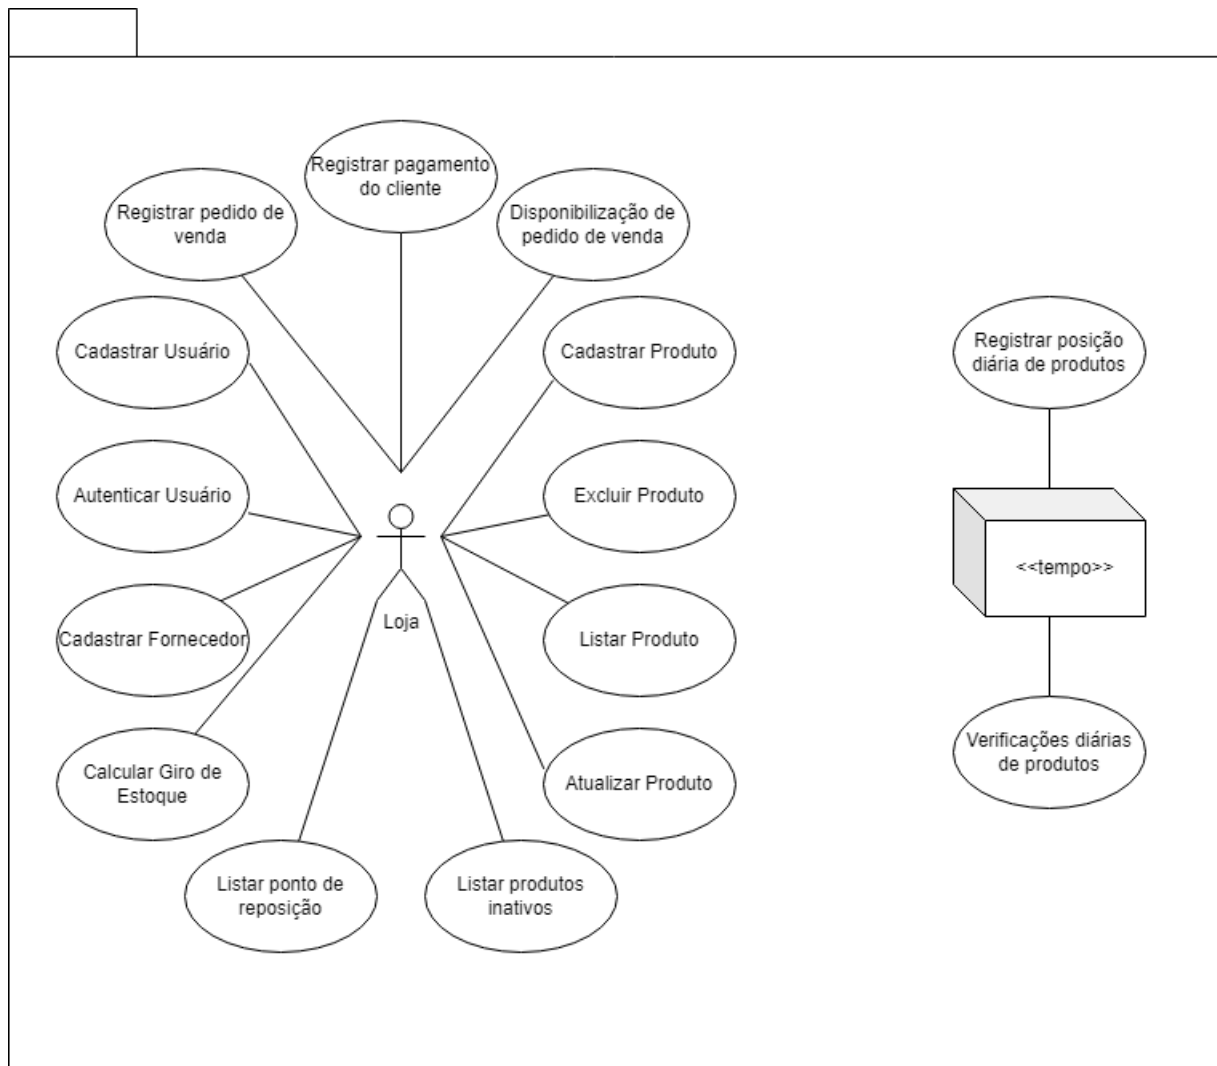 Registrar pagamento
do cliente
Registrar pedido de
venda
Disponibilização de
pedido de venda
Cadastrar Usuário
Cadastrar Produto
Registrar posição
diária de produtos
Autenticar Usuário
Excluir Produto
<<tempo>>
Loja
Cadastrar Fornecedor
Listar Produto
Verificações diárias
de produtos
Calcular Giro de
Estoque
Atualizar Produto
Listar ponto de
reposição
Listar produtos
inativos